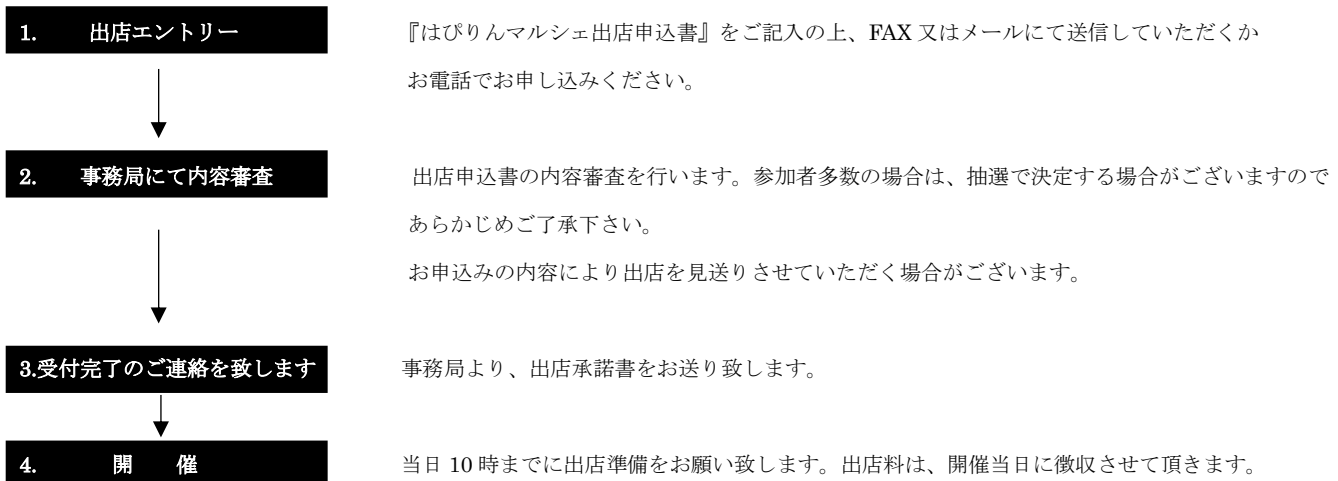 1. 出店エントリー
『はぴりんマルシェ出店申込書』をご記入の上、FAX 又はメールにて送信していただくか
お電話でお申し込みください。
2. 事務局にて内容審査
出店申込書の内容審査を行います。参加者多数の場合は、抽選で決定する場合がございますので
あらかじめご了承下さい。
お申込みの内容により出店を見送りさせていただく場合がございます。
3.受付完了のご連絡を致します
事務局より、出店承諾書をお送り致します。
4. 開 催
当日 10 時までに出店準備をお願い致します。出店料は、開催当日に徴収させて頂きます。